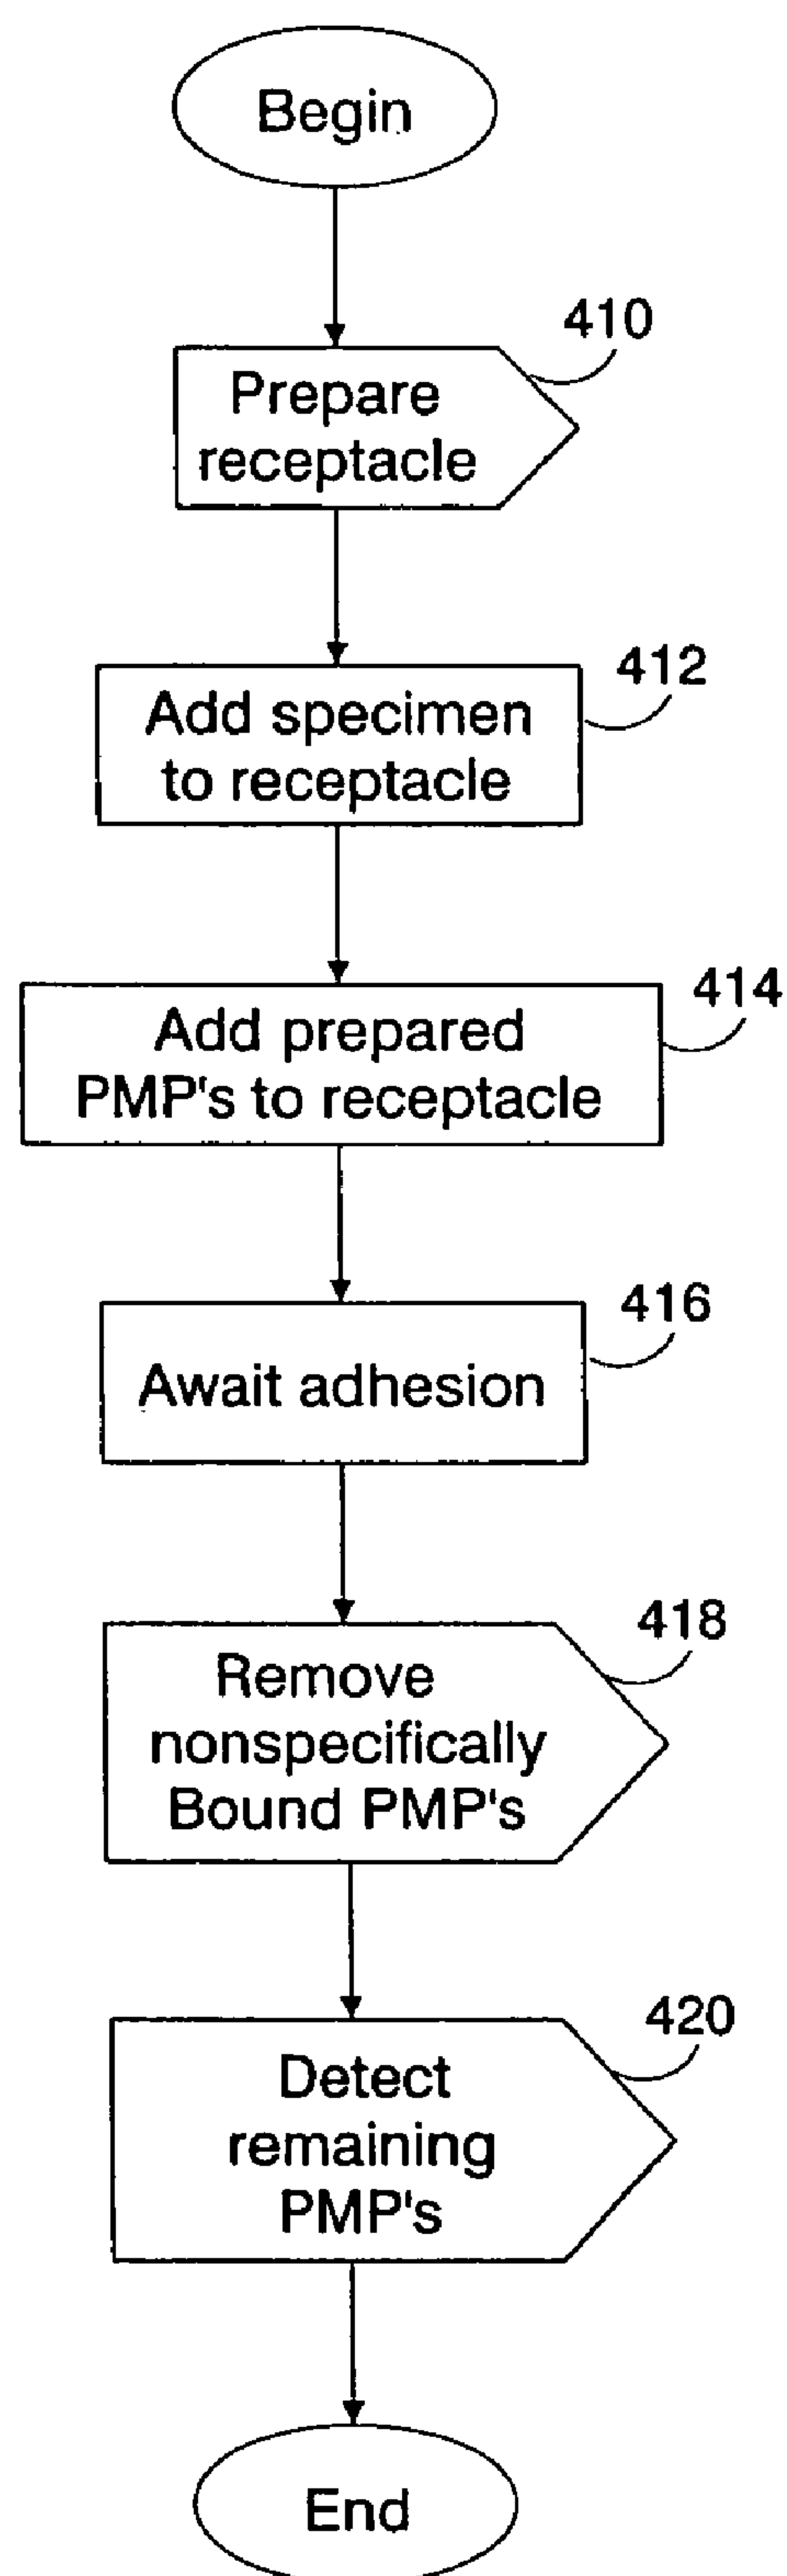 Begin
410
Prepare
receptacle
412
Add specimen
to receptacle
414
Add prepared
PMP's to receptacle
416
Await adhesion
418
Remove
nonspecifically
Bound PMP's
420
Detect
remaining
PMP's
End